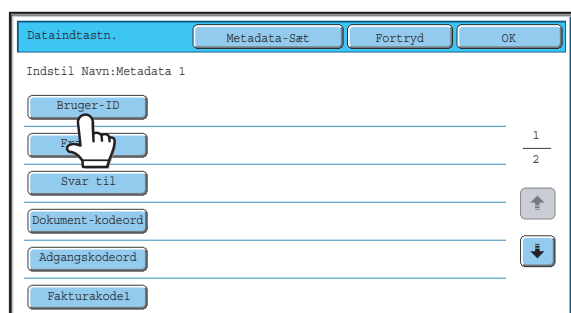 Dataindtastn. Metadata-Sæt Fortryd OK
Indstil Navn:Metadata 1
Bruger-ID
1
2
Svar til
Dokument-kodeord
Adgangskodeord
Fakturakode1